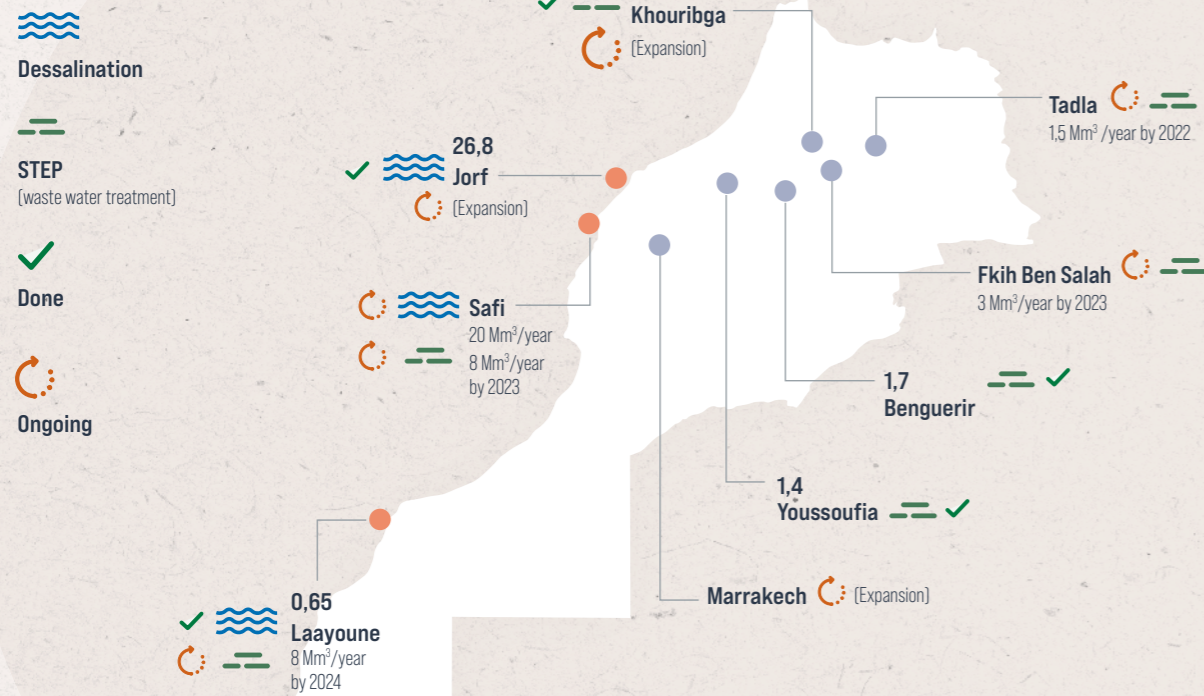 Dessalination
STEP
(waste water treatment)
Done
Ongoing
Khouribga
(Expansion)
Tadla
1,5 Mm³ /year by 2022
26,8
Jorf
(Expansion)
Safi
20 Mm³/year
8 Mm³/year
by 2023
Fkih Ben Salah
3 Mm³/year by 2023
1,7
Benguerir
1,4
Youssoufia
Marrakech
(Expansion)
0,65
Laayoune
8 Mm³/year
by 2024